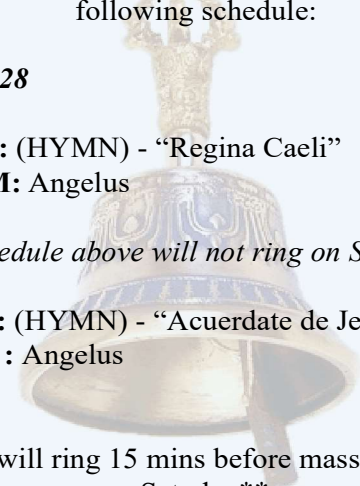 following schedule:
28
: (HYMN) - “Regina Caeli”
M: Angelus
edule above will not ring on S
: (HYMN) - “Acuerdate de Je
: Angelus
will ring 15 mins before mass